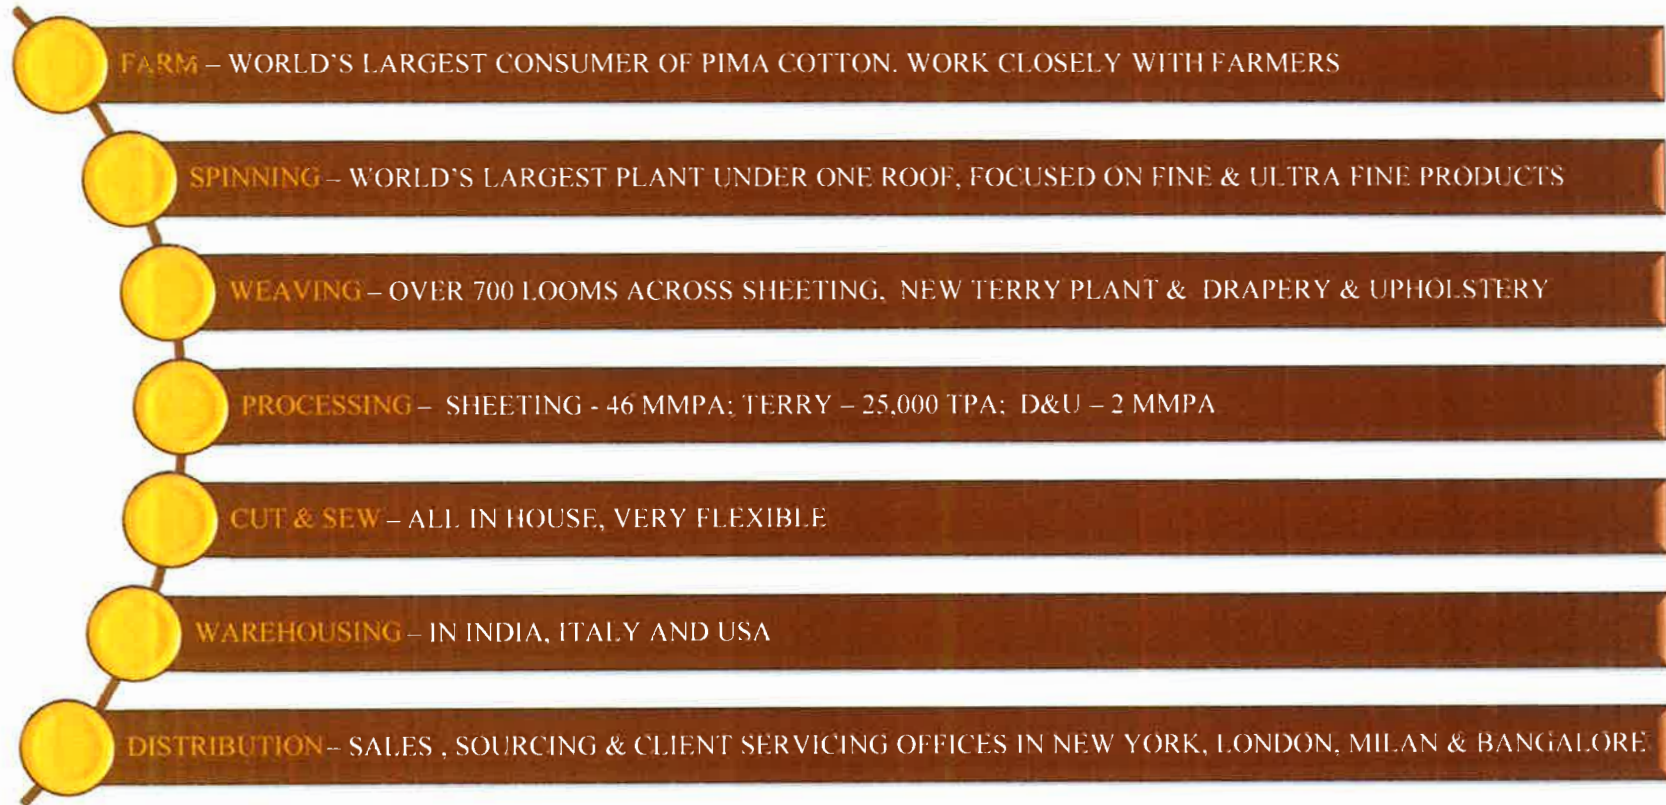 FARM – WORLD'S LARGEST CONSUMER OF PIMA COTTON. WORK CLOSELY WITH FARMERS
SPINNING – WORLD'S LARGEST PLANT UNDER ONE ROOF, FOCUSED ON FINE & ULTRA FINE PRODUCTS
WEAVING – OVER 700 LOOMS ACROSS SHEETING, NEW TERRY PLANT & DRAPERY & UPHOLSTERY
PROCESSING – SHEETING - 46 MMPA; TERRY – 25,000 TPA; D&U – 2 MMPA
CUT & SEW – ALL IN HOUSE, VERY FLEXIBLE
WAREHOUSING – IN INDIA, ITALY AND USA
DISTRIBUTION – SALES , SOURCING & CLIENT SERVICING OFFICES IN NEW YORK, LONDON, MILAN & BANGALORE